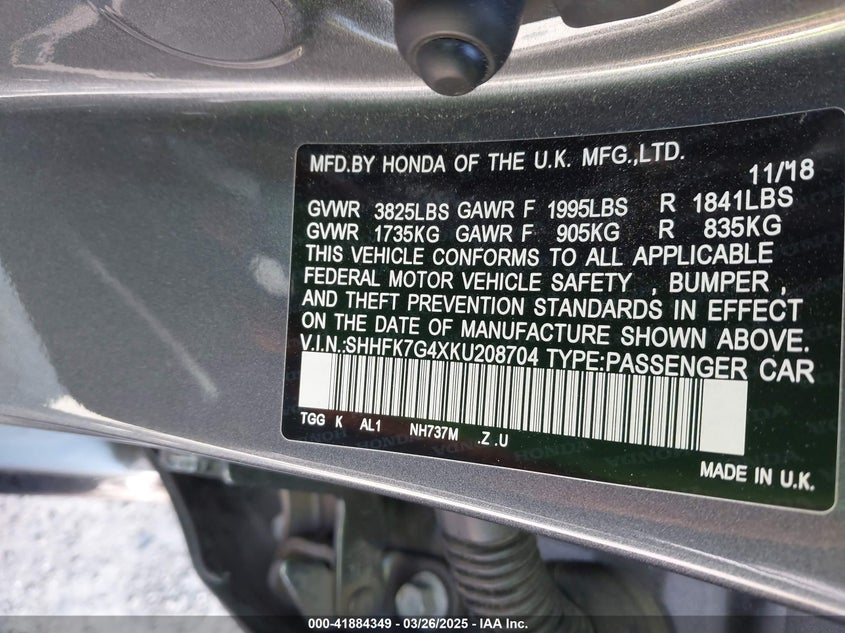 MFD.BY HONDA OF THE U.K. MFG.,LTD.
11/18
GVWR 3825LBS GAWR F 1995LBS R 1841LBS
GVWR 1735KG GAWR F 905KG R 835KG
THIS VEHICLE CONFORMS TO ALL APPLICABLE
FEDERAL MOTOR VEHICLE SAFETY , BUMPER ,
AND THEFT PREVENTION STANDARDS IN EFFECT
ON THE DATE OF MANUFACTURE SHOWN ABOVE.
V.I.N.:SHHFK7G4XKU208704 TYPE:PASSENGER CAR
TGG K AL1 NH737M .Z .U
MADE IN U.K.
000-41884349 — 03/26/2025 — IAA Inc.